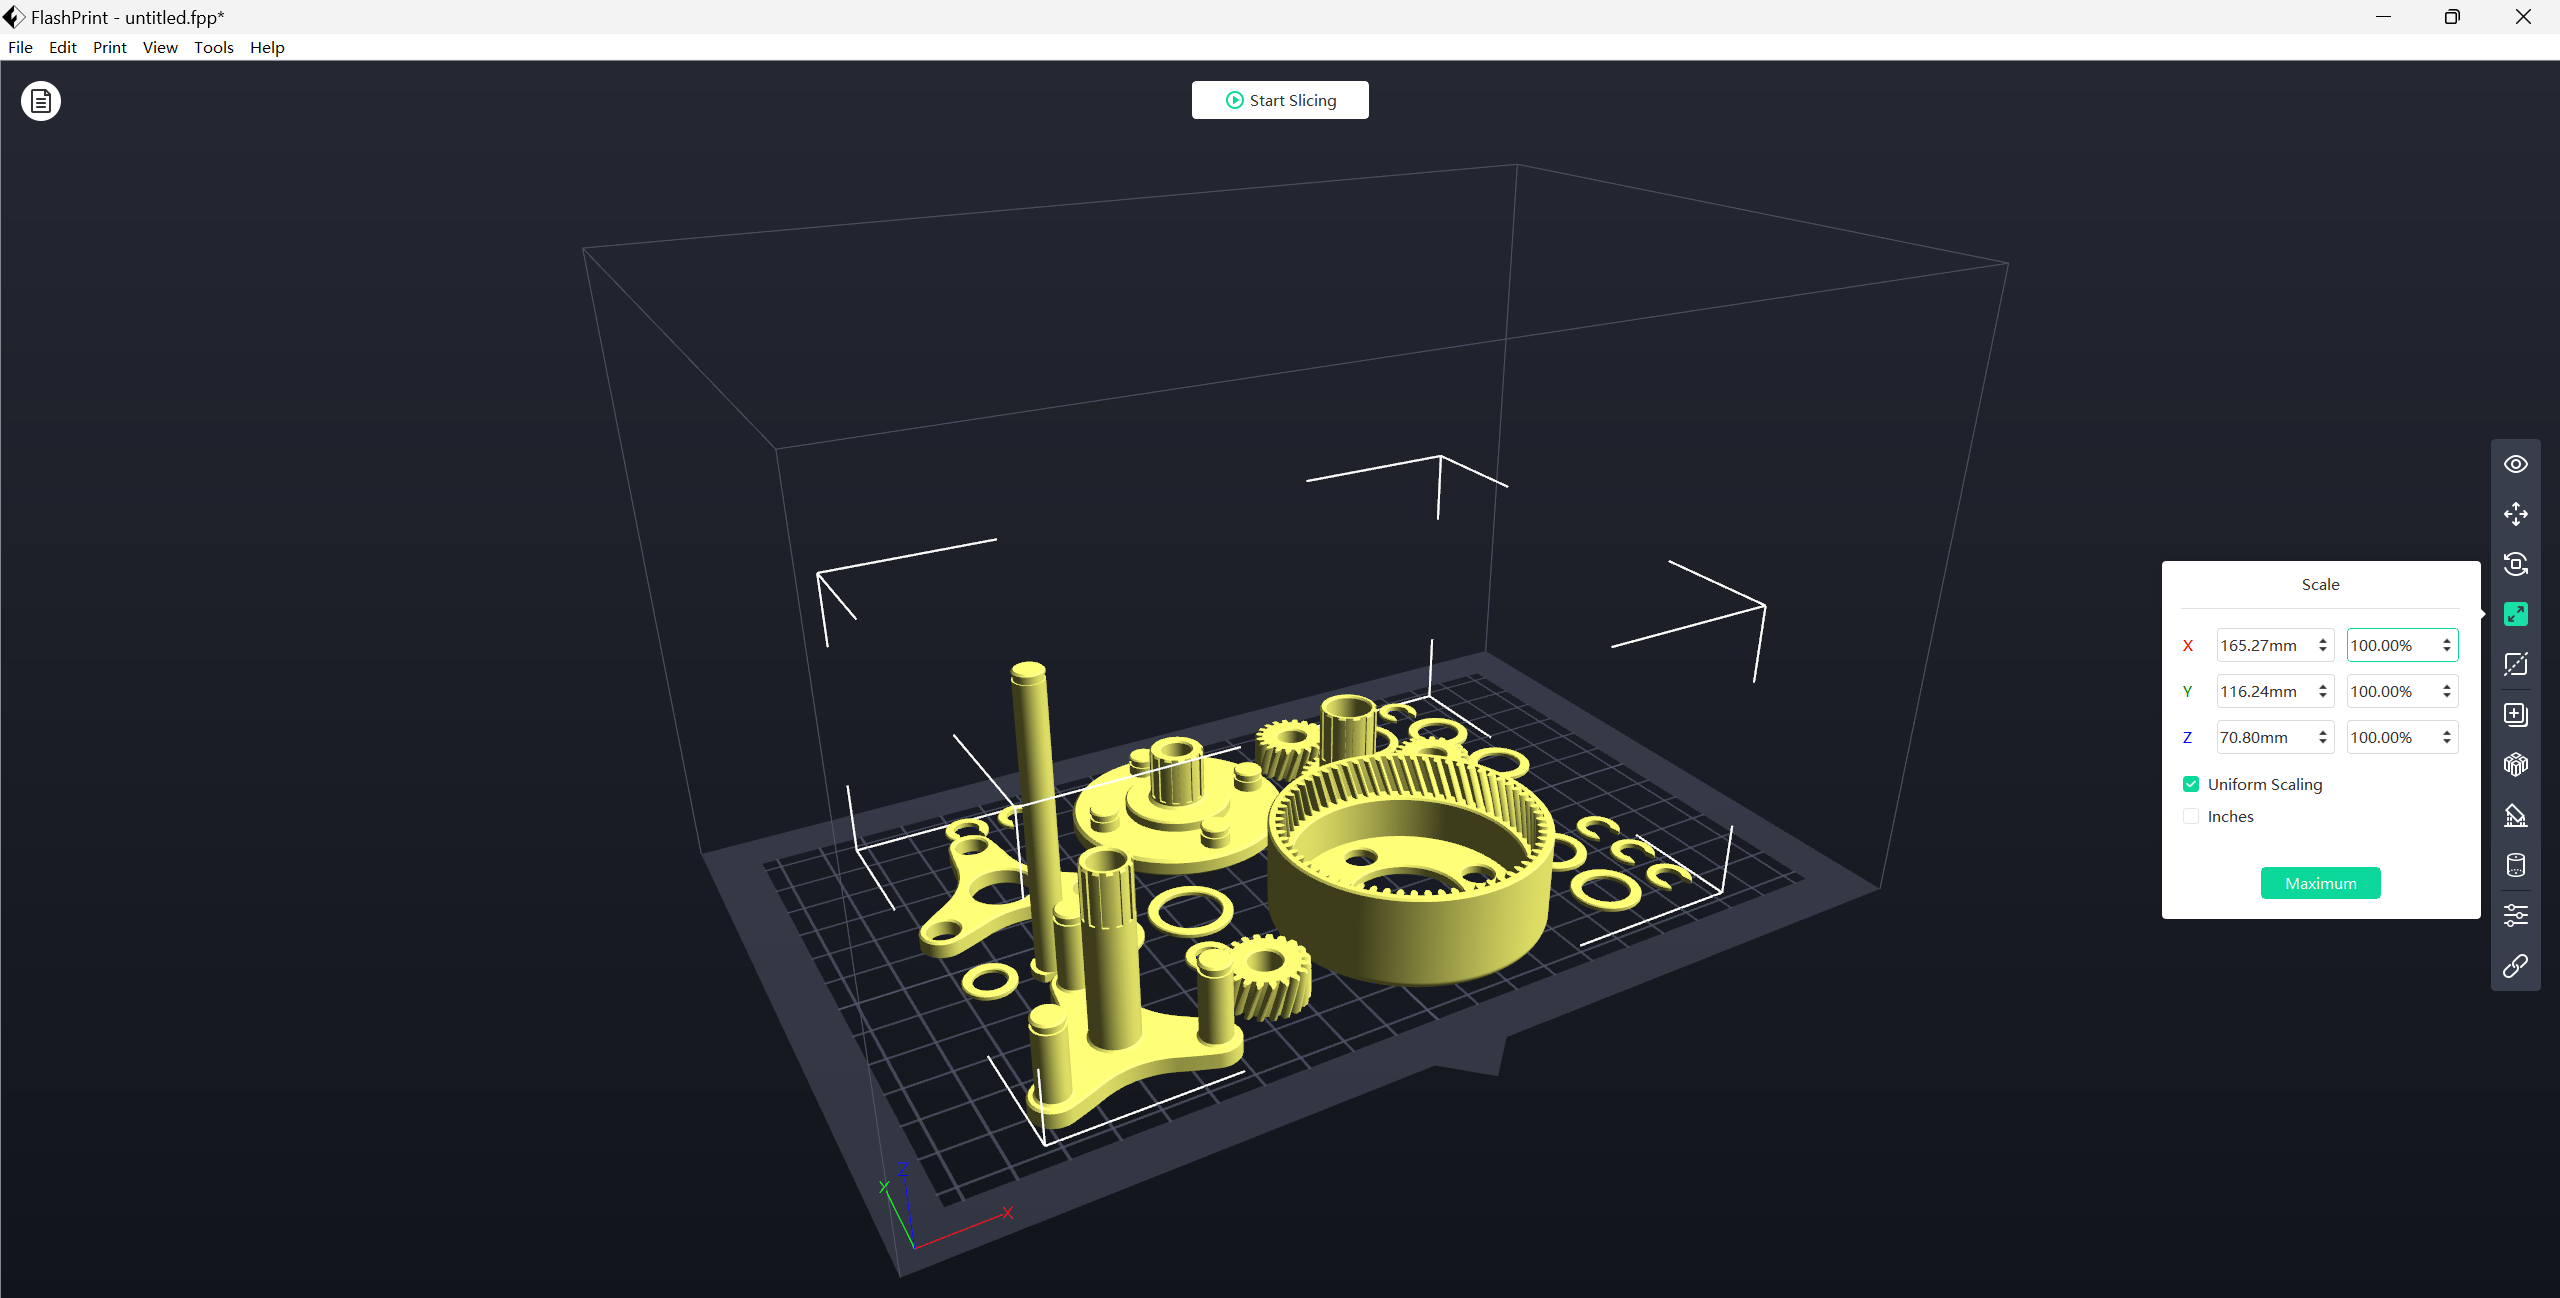 FlashPrint - untitled.fpp*
File Edit Print View Tools Help
Start Slicing
Scale
X 165.27mm 100.00%
Y 116.24mm 100.00%
Z 70.80mm 100.00%
Uniform Scaling
Inches
Maximum
Z
Y
X